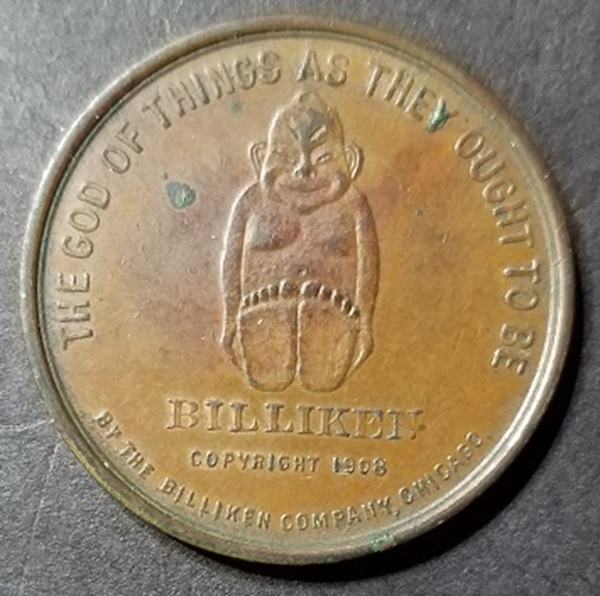 THE GOD OF THINGS AS THEY OUGHT TO BE
BILLIKEN
COPYRIGHT 1908
BY THE BILLIKEN COMPANY, CHICAGO.